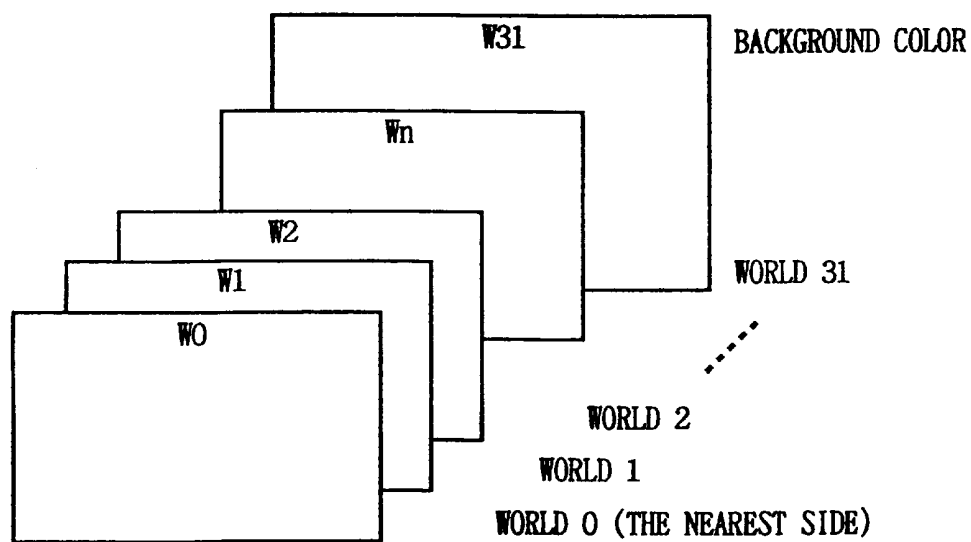 W31
BACKGROUND COLOR
Wn
W2
W1
WORLD 31
W0
WORLD 2
WORLD 1
WORLD 0 (THE NEAREST SIDE)